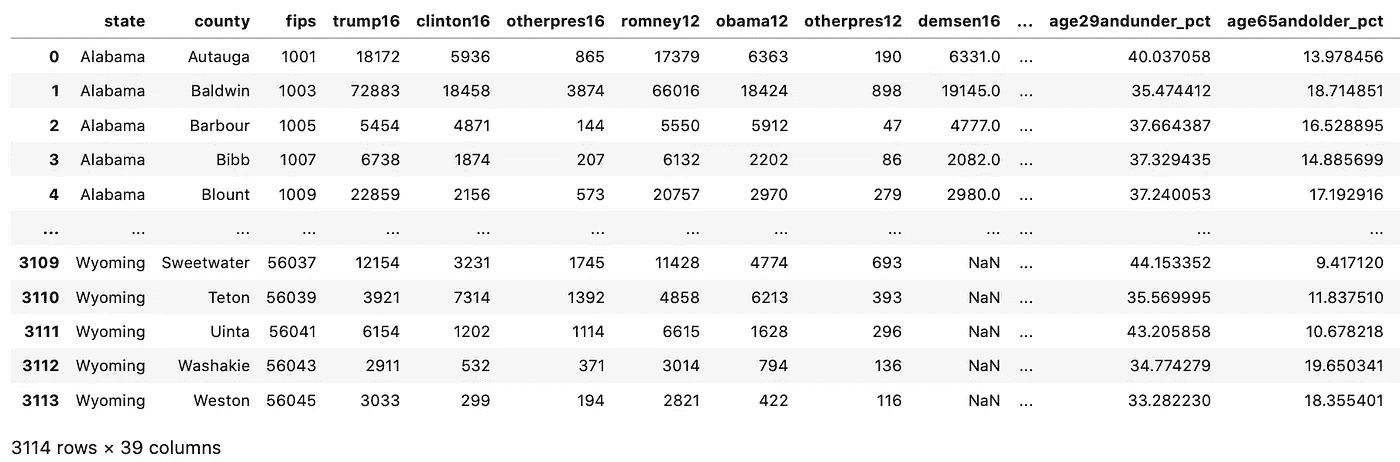 state county fips trump16 clinton16 otherpres16 romney12 obama12 otherpres12 demsen16 ... age29andunder_pct age65andolder_pct
0 Alabama Autauga 1001 18172 5936 865 17379 6363 190 6331.0 ... 40.037058 13.978456
1 Alabama Baldwin 1003 72883 18458 3874 66016 18424 898 19145.0 ... 35.474412 18.714851
2 Alabama Barbour 1005 5454 4871 144 5550 5912 47 4777.0 ... 37.664387 16.528895
3 Alabama Bibb 1007 6738 1874 207 6132 2202 86 2082.0 ... 37.329435 14.885699
4 Alabama Blount 1009 22859 2156 573 20757 2970 279 2980.0 ... 37.240053 17.192916
... ... ... ... ... ... ... ... ... ... ... ... ... ...
3109 Wyoming Sweetwater 56037 12154 3231 1745 11428 4774 693 NaN ... 44.153352 9.417120
3110 Wyoming Teton 56039 3921 7314 1392 4858 6213 393 NaN ... 35.569995 11.837510
3111 Wyoming Uinta 56041 6154 1202 1114 6615 1628 296 NaN ... 43.205858 10.678218
3112 Wyoming Washakie 56043 2911 532 371 3014 794 136 NaN ... 34.774279 19.650341
3113 Wyoming Weston 56045 3033 299 194 2821 422 116 NaN ... 33.282230 18.355401
3114 rows × 39 columns